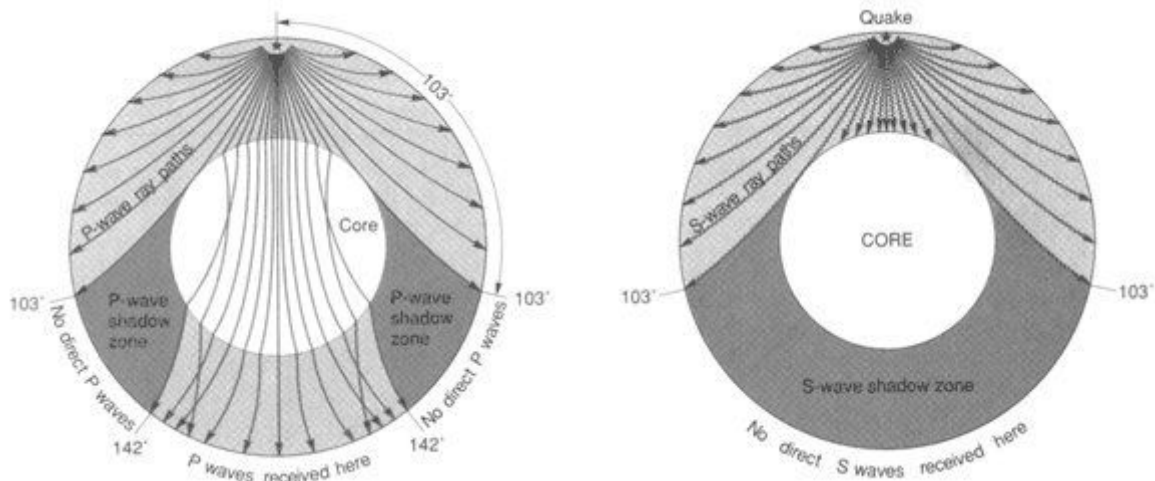 103°
P-wave ray paths
Core
P-wave
shadow
zone
P-wave
shadow
zone
103°
103°
No direct P waves
No direct P waves
142°
142°
P waves received here
Quake
S-wave ray paths
CORE
103°
103°
S-wave shadow zone
No direct S waves received here